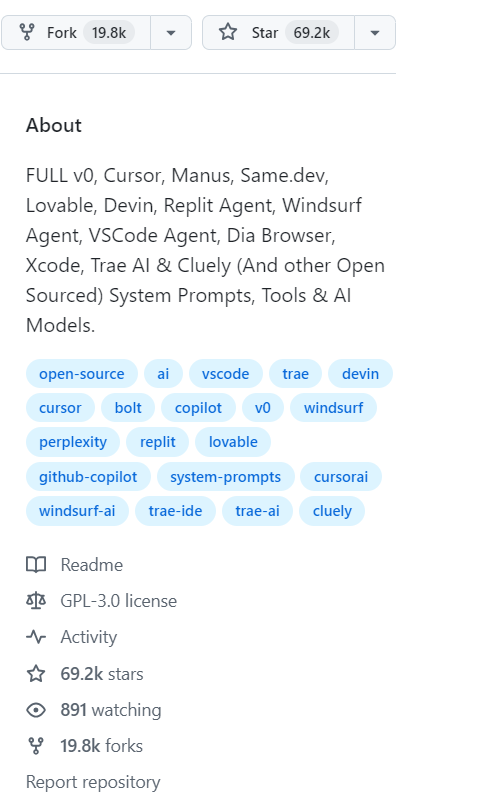 Fork 19.8k Star 69.2k
About
FULL v0, Cursor, Manus, Same.dev,
Lovable, Devin, Replit Agent, Windsurf
Agent, VSCode Agent, Dia Browser,
Xcode, Trae AI & Cluely (And other Open
Sourced) System Prompts, Tools & AI
Models.
open-source ai vscode trae devin
cursor bolt copilot v0 windsurf
perplexity replit lovable
github-copilot system-prompts cursorai
windsurf-ai trae-ide trae-ai cluely
Readme
GPL-3.0 license
Activity
69.2k stars
891 watching
19.8k forks
Report repository